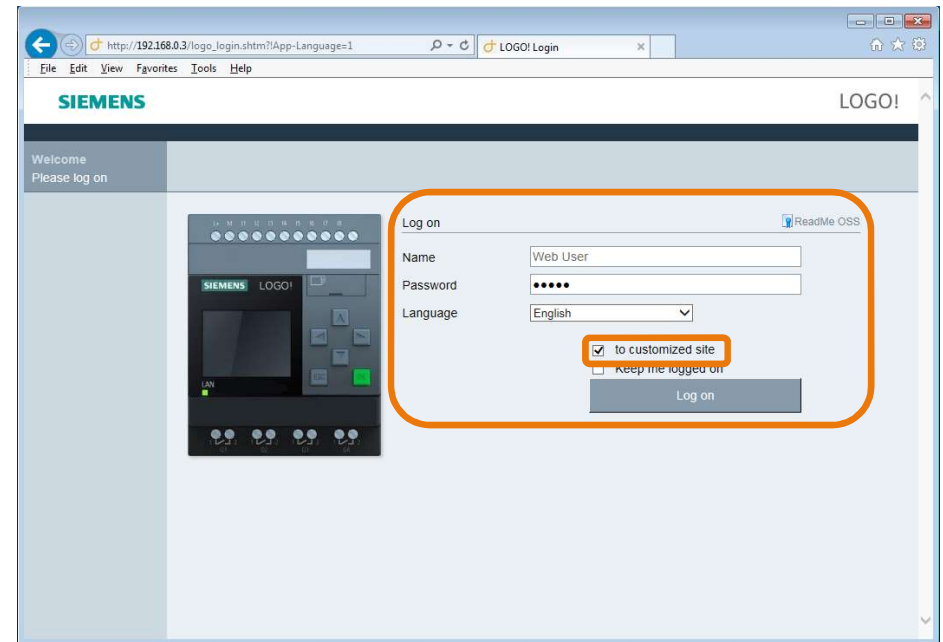 http://192.168.0.3/logo_login.shtm?!App-Language=1
LOGO! Login
File Edit View Favorites Tools Help
SIEMENS
LOGO!
Welcome
Please log on
Log on
ReadMe OSS
Name
Web User
Password
•••••
Language
English
to customized site
Keep me logged on
Log on
SIEMENS LOGO!
ESC
OK
LAN